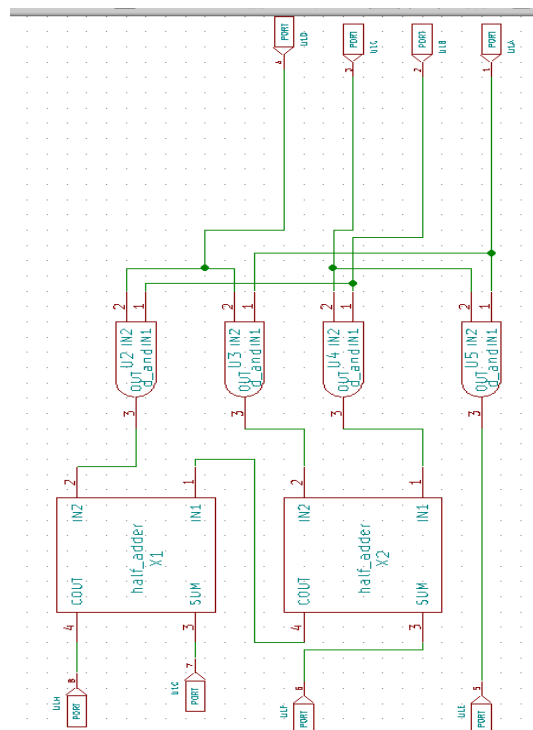 PORT PORT PORT PORT
U1D U1C U1B U1A
4 3 2 1
2 1 2 1 2 1 2 1
IN2 IN1 IN2 IN1 IN2 IN1 IN2 IN1
U2 U3 U4 U5
d_and d_and d_and d_and
OUT OUT OUT OUT
3 3 3 3
2 1 2 1
IN2 IN1 IN2 IN1
half_adder half_adder
X1 X2
COUT SUM COUT SUM
4 3 4 3
8 7 6 5
PORT PORT PORT PORT